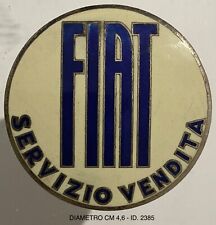 FIAT
SERVIZIO VENDITA
DIAMETRO CM 4,6 - ID. 2385